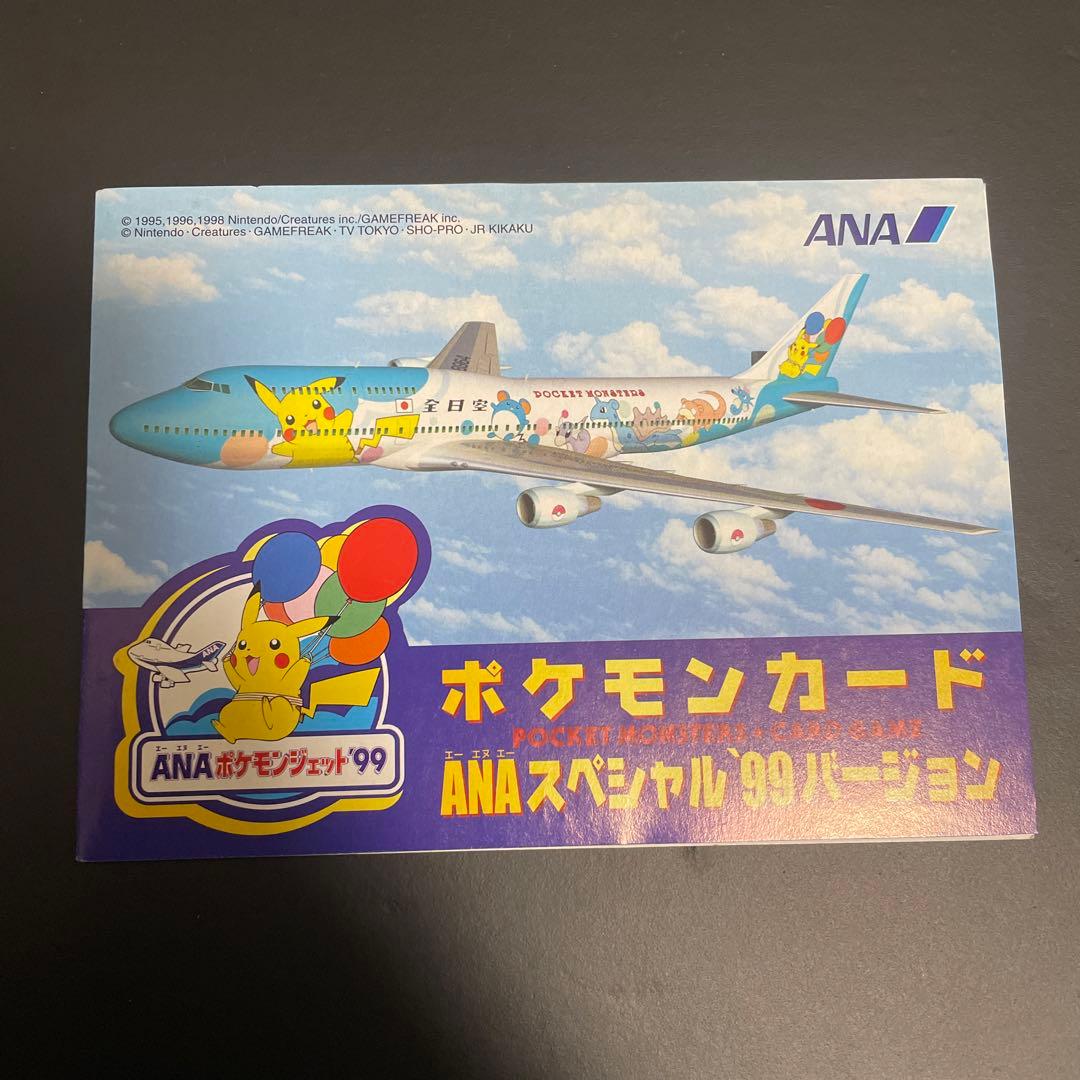 © 1995,1996,1998 Nintendo/Creatures inc./GAMEFREAK inc.
© Nintendo・Creatures・GAMEFREAK・TV TOKYO・SHO-PRO・JR KIKAKU
ANA
全日空
POCKET MONSTERS
ANA
エー エヌ エー
ANAポケモンジェット'99
ポケモンカード
POCKET MONSTERS・CARD GAME
エー エヌ エー
ANAスペシャル'99バージョン